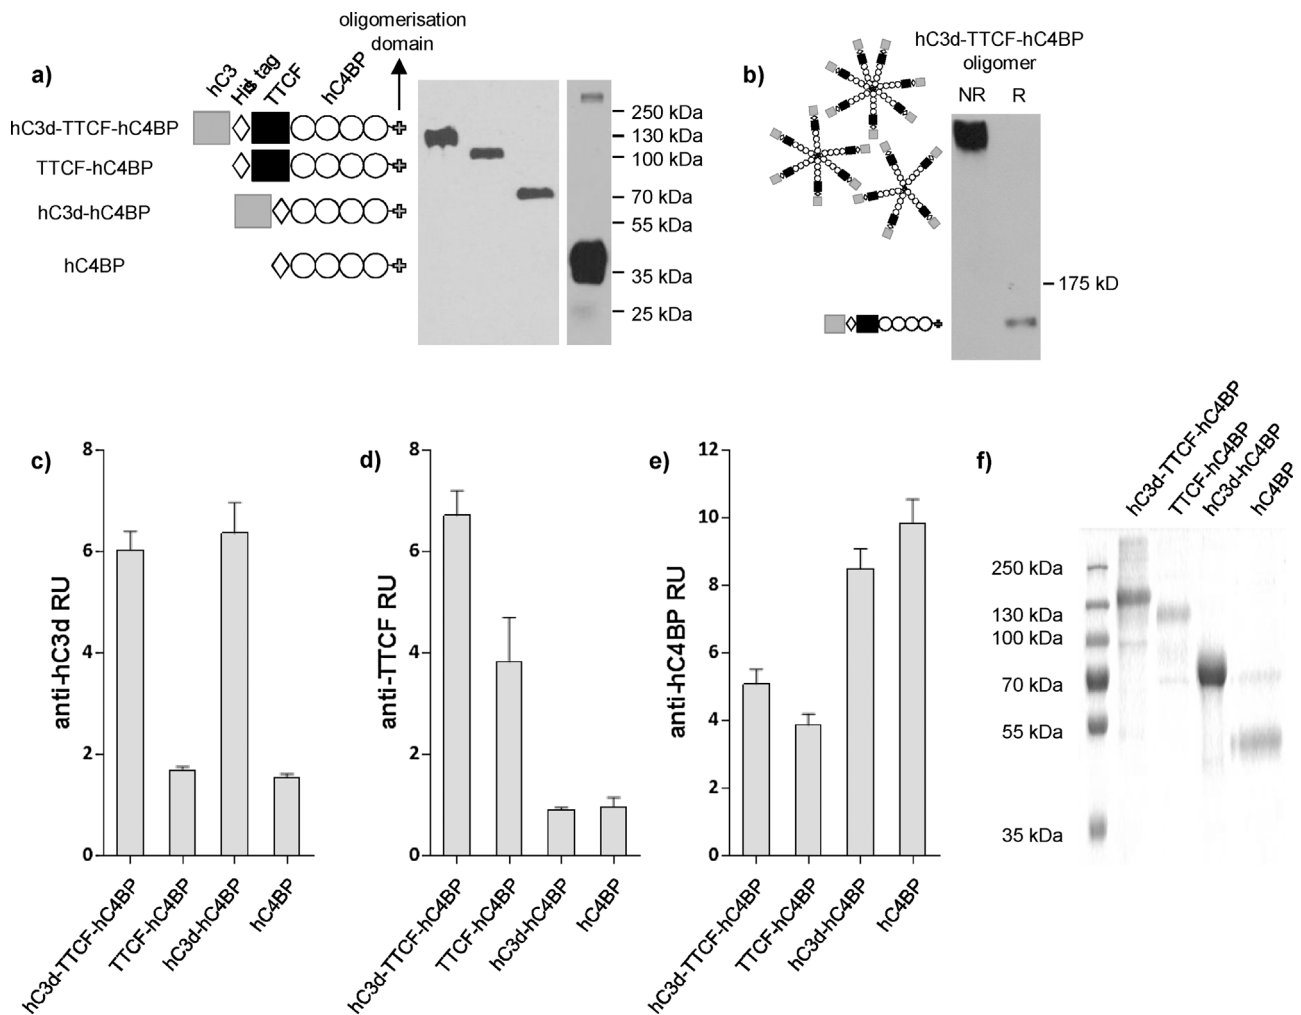 a)
oligomerisation
domain
hC3
His tag
TTCF
hC4BP
hC3d-TTCF-hC4BP
TTCF-hC4BP
hC3d-hC4BP
hC4BP
250 kDa
130 kDa
100 kDa
70 kDa
55 kDa
35 kDa
25 kDa
b)
hC3d-TTCF-hC4BP
oligomer
NR R
175 kD
c)
anti-hC3d RU
8
6
4
2
0
hC3d-TTCF-hC4BP
TTCF-hC4BP
hC3d-hC4BP
hC4BP
d)
anti-TTCF RU
8
6
4
2
0
hC3d-TTCF-hC4BP
TTCF-hC4BP
hC3d-hC4BP
hC4BP
e)
anti-hC4BP RU
12
10
8
6
4
2
0
hC3d-TTCF-hC4BP
TTCF-hC4BP
hC3d-hC4BP
hC4BP
f)
hC3d-TTCF-hC4BP
TTCF-hC4BP
hC3d-hC4BP
hC4BP
250 kDa
130 kDa
100 kDa
70 kDa
55 kDa
35 kDa